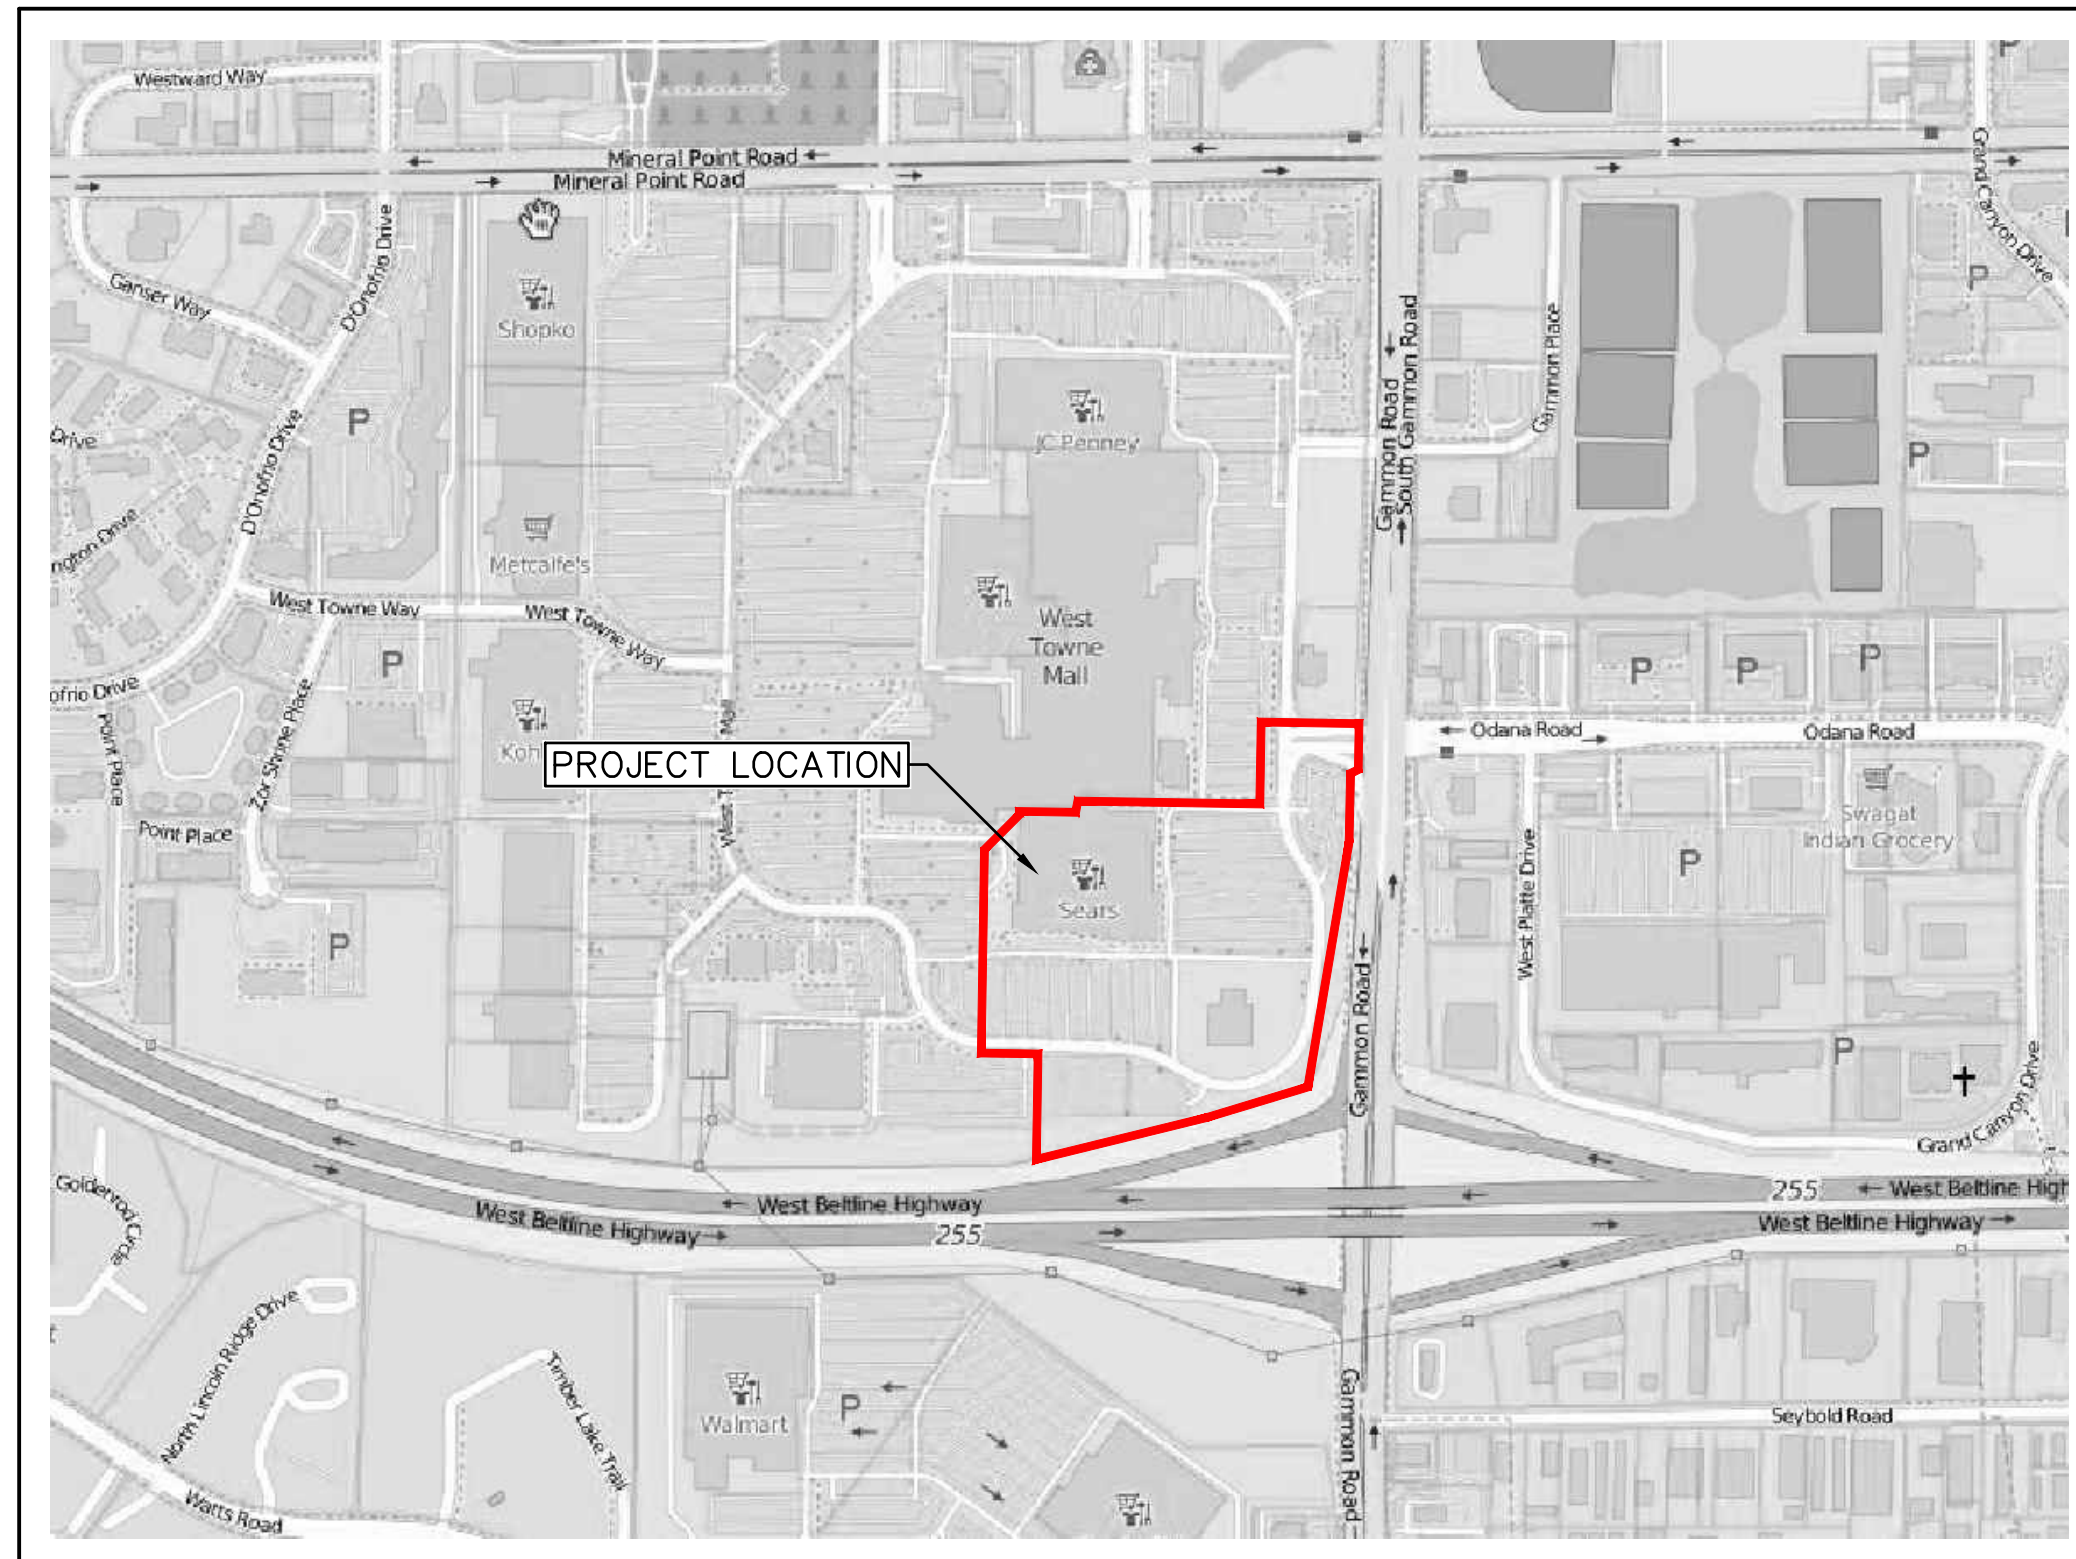 Westward Way
Mineral Point Road
Mineral Point Road
Grand Canyon Drive
D'Onofrio Drive
Ganser Way
Shopko
P
Gammon Road
South Gammon Road
Gammon Place
P
JC Penney
P
Drive
D'Onofrio Drive
P
Metcalfe's
West Towne Way
West Towne Way
West
Towne
Mall
P
P
P
P
Zor Shrine Place
Point Place
Odana Road
Odana Road
PROJECT LOCATION
Point Place
Swagat
Indian Grocery
P
West Platte Drive
Sears
P
Gammon Road
P
Grand Canyon Drive
255
West Beltline Highway
West Beltline Highway
255
West Beltline High
West Beltline Highway
Goldenrod Circle
North Lincoln Ridge Drive
Timber Lake Trail
Walmart
P
Gammon Road
Seybold Road
Watts Road